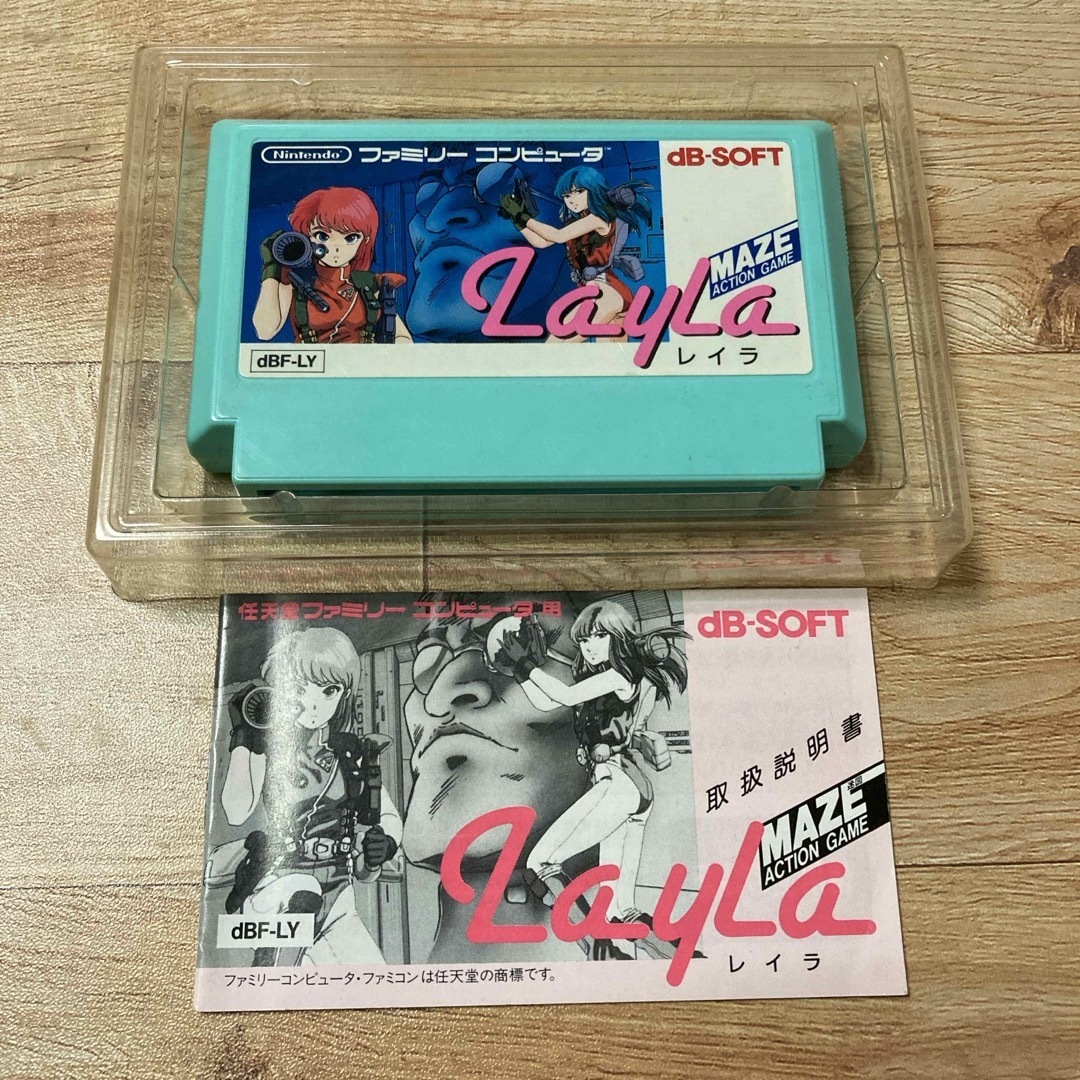 Nintendo ファミリー コンピュータ™
dB-SOFT
MAZE
ACTION GAME
Layla
レイラ
dBF-LY
任天堂ファミリー コンピュータ用
dB-SOFT
取扱説明書
迷図
MAZE
ACTION GAME
Layla
レイラ
dBF-LY
ファミリーコンピュータ・ファミコンは任天堂の商標です。